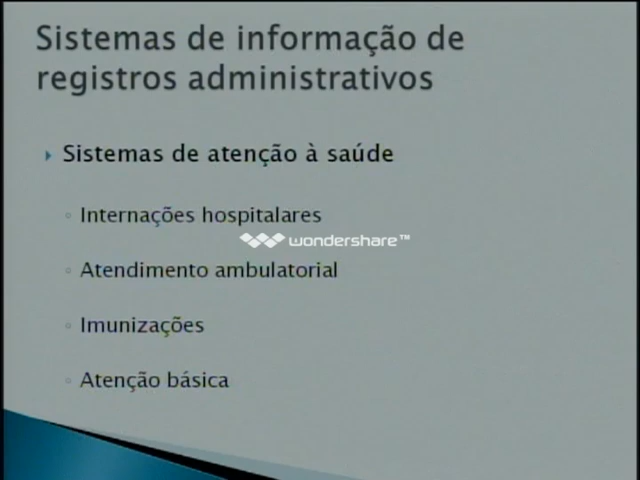 Sistemas de informação de
registros administrativos
Sistemas de atenção à saúde
Internações hospitalares
wondershare™
Atendimento ambulatorial
Imunizações
Atenção básica